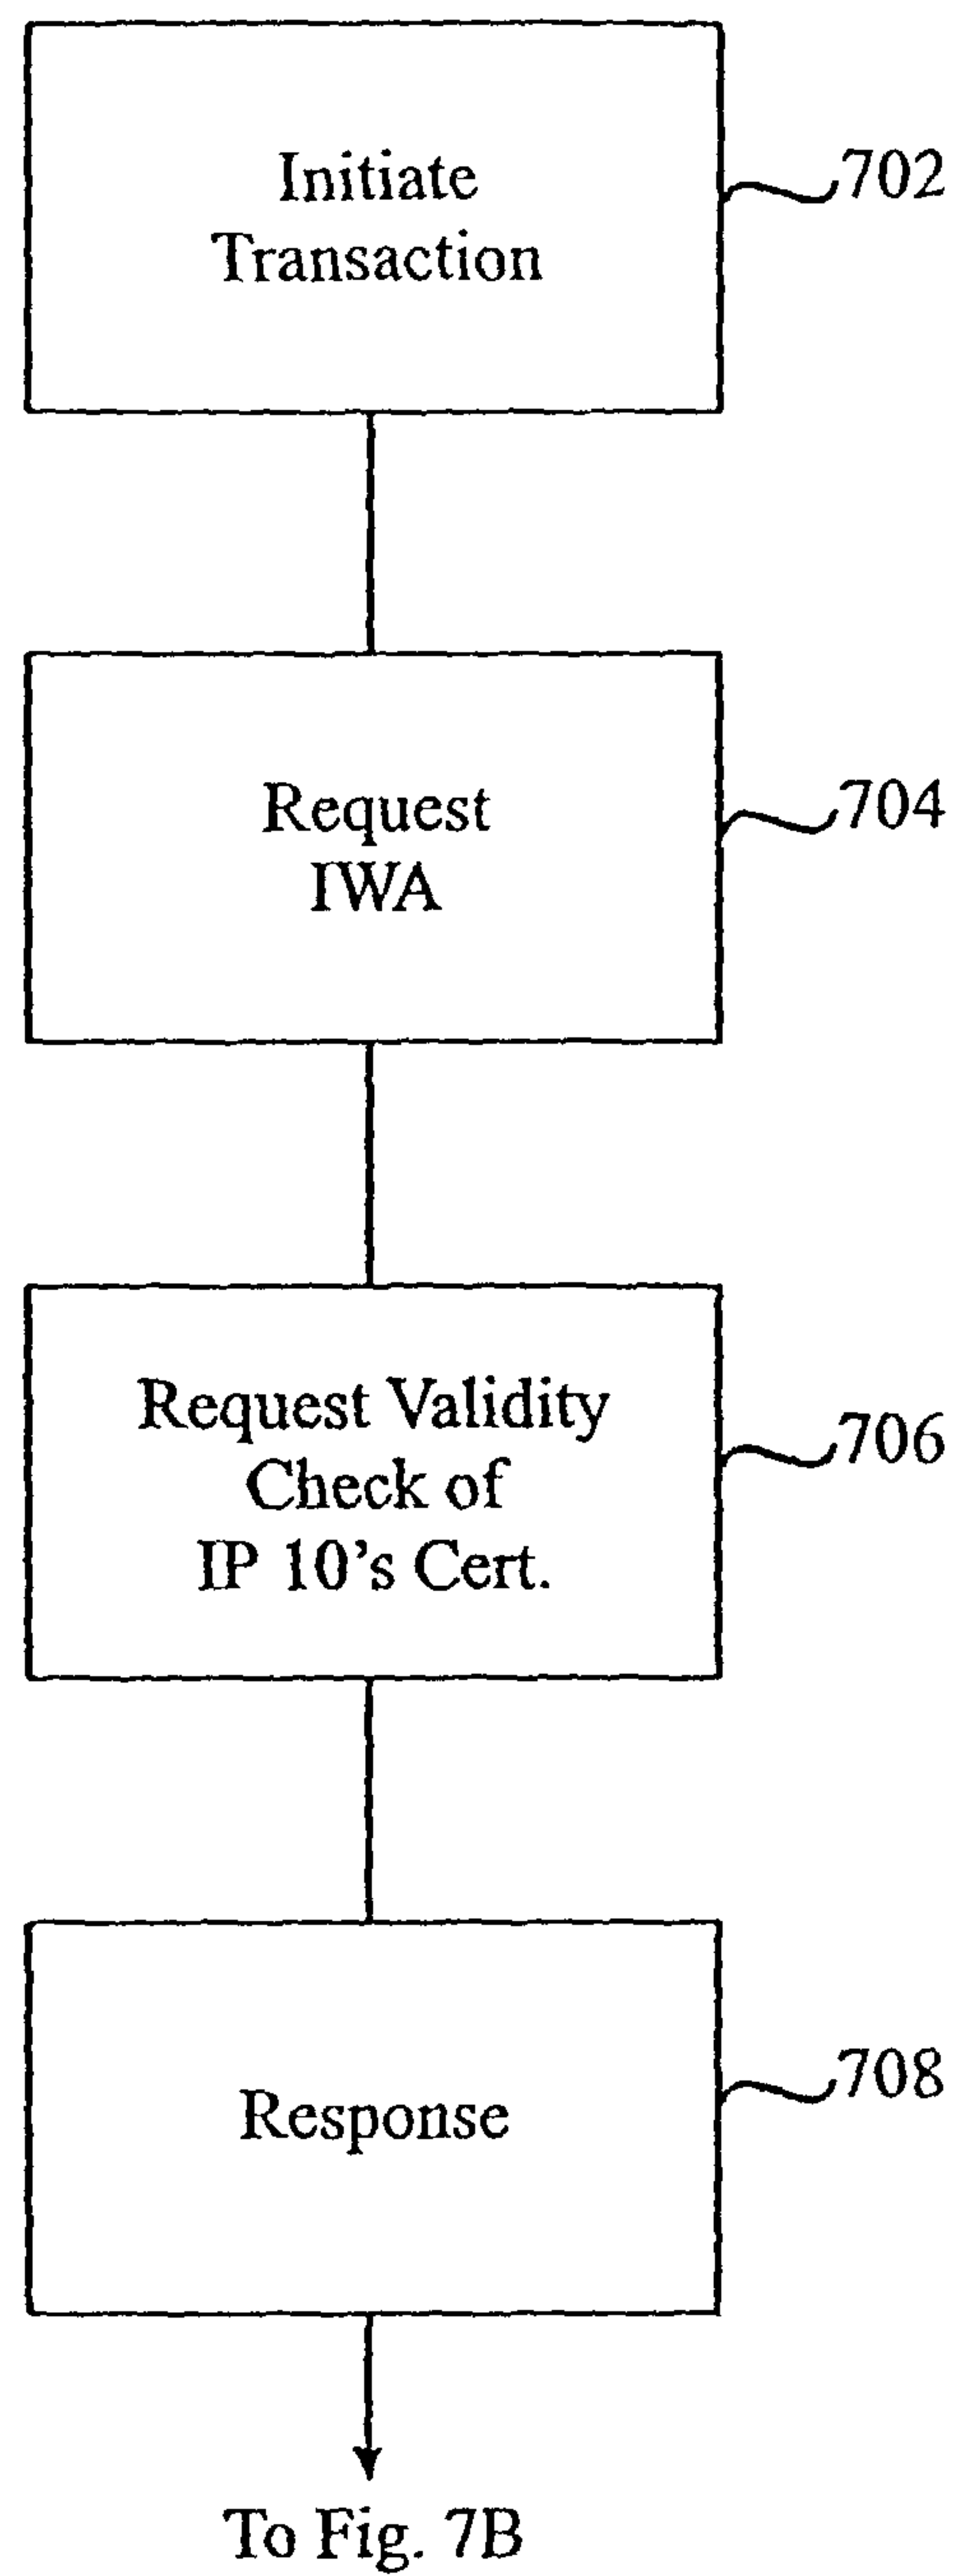 Initiate
Transaction
702
Request
IWA
704
Request Validity
Check of
IP 10's Cert.
706
Response
708
To Fig. 7B